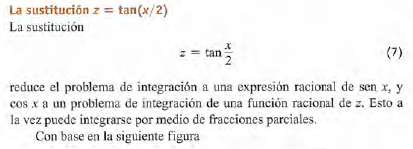 La sustitución z = tan(x/2)
La sustitución
z = tan x/2 (7)
reduce el problema de integración a una expresión racional de sen x, y
cos x a un problema de integración de una función racional de z. Esto a
la vez puede integrarse por medio de fracciones parciales.
Con base en la siguiente figura